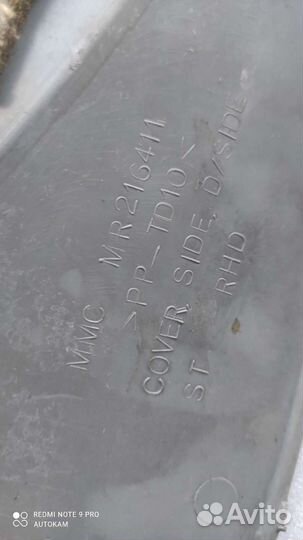 MMC MR216411
>PP-TD10<
COVER, SIDE, D/SIDE
ST RHD
REDMI NOTE 9 PRO
AUTOKAM
Avito